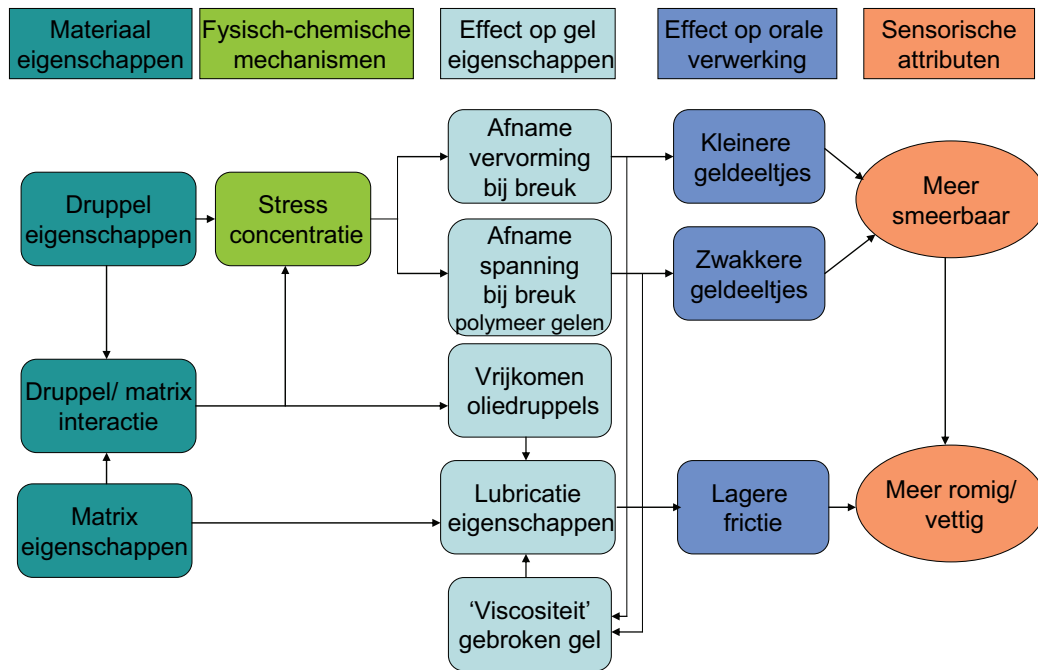 Materiaal
eigenschappen
Fysisch-chemische
mechanismen
Effect op gel
eigenschappen
Effect op orale
verwerking
Sensorische
attributen
Afname
vervorming
bij breuk
Kleinere
geldeeltjes
Druppel
eigenschappen
Stress
concentratie
Meer
smeerbaar
Afname
spanning
bij breuk
polymeer gelen
Zwakkere
geldeeltjes
Druppel/ matrix
interactie
Vrijkomen
oliedruppels
Matrix
eigenschappen
Lubricatie
eigenschappen
Lagere
frictie
Meer romig/
vettig
‘Viscositeit’
gebroken gel